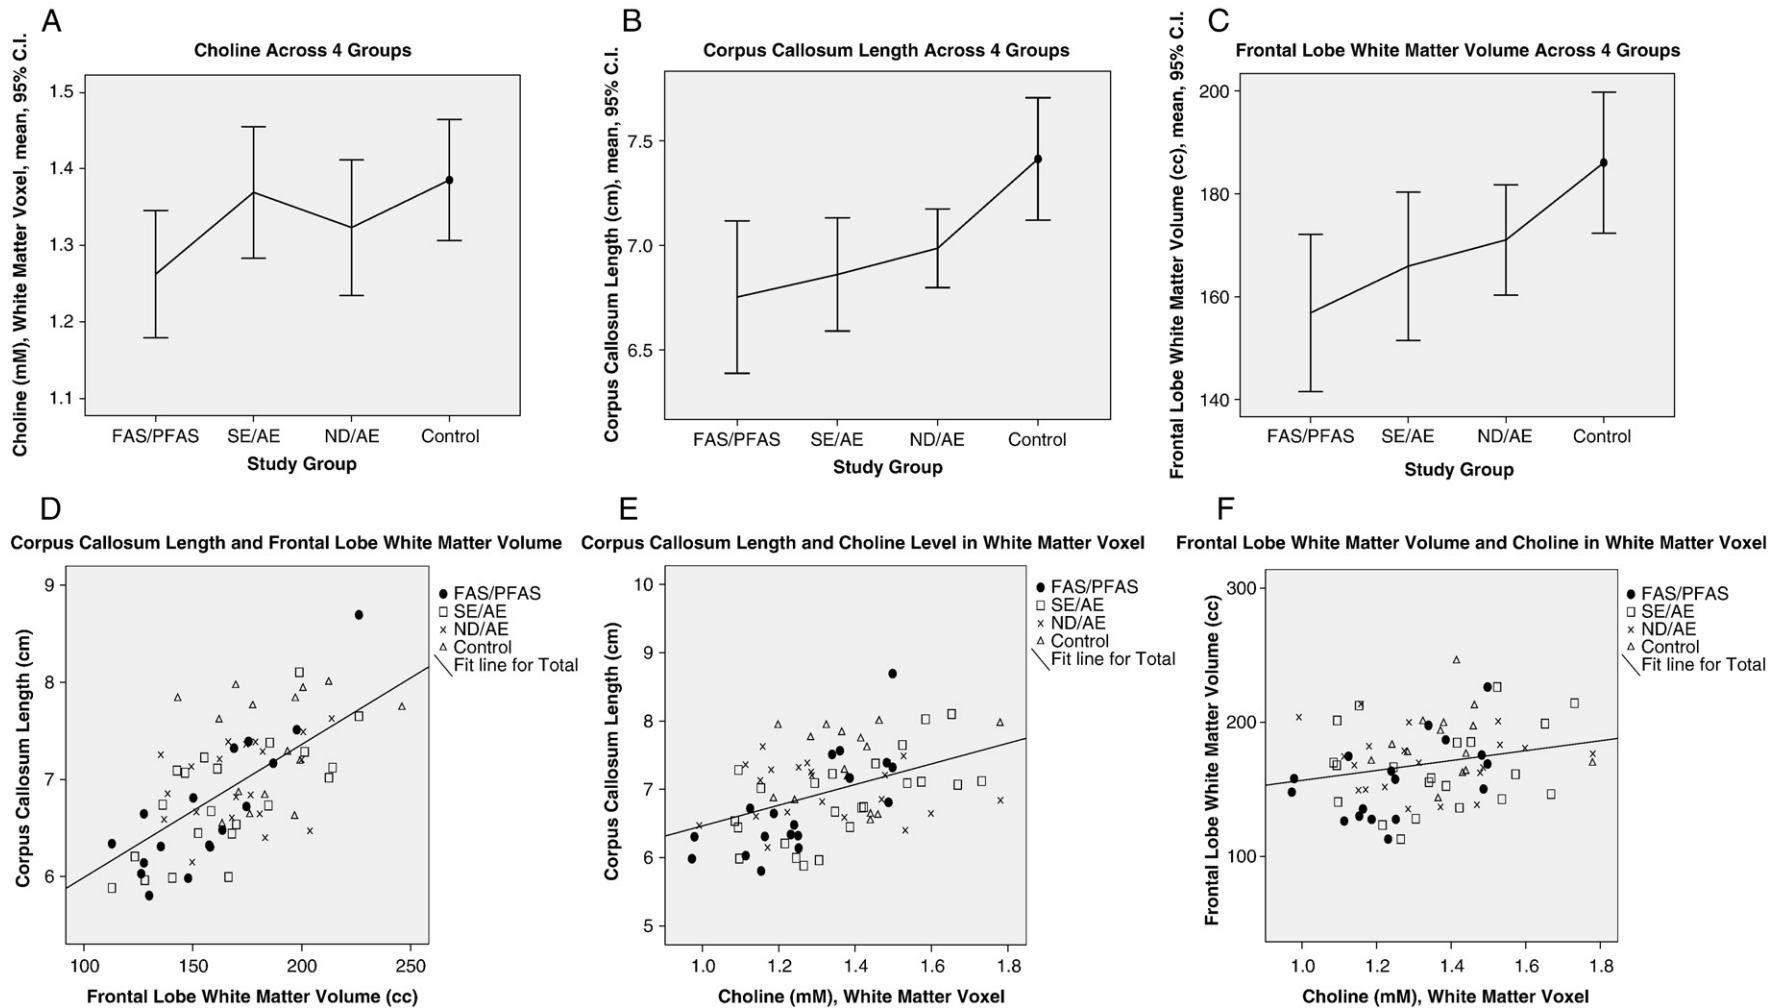 A
Choline Across 4 Groups
Choline (mM), White Matter Voxel, mean, 95% C.I.
1.5
1.4
1.3
1.2
1.1
FAS/PFAS SE/AE ND/AE Control
Study Group
B
Corpus Callosum Length Across 4 Groups
Corpus Callosum Length (cm), mean, 95% C.I.
7.5
7.0
6.5
FAS/PFAS SE/AE ND/AE Control
Study Group
C
Frontal Lobe White Matter Volume Across 4 Groups
Frontal Lobe White Matter Volume (cc), mean, 95% C.I.
200
180
160
140
FAS/PFAS SE/AE ND/AE Control
Study Group
D
Corpus Callosum Length and Frontal Lobe White Matter Volume
Corpus Callosum Length (cm)
9
8
7
6
100 150 200 250
Frontal Lobe White Matter Volume (cc)
FAS/PFAS
SE/AE
ND/AE
Control
Fit line for Total
E
Corpus Callosum Length and Choline Level in White Matter Voxel
Corpus Callosum Length (cm)
10
9
8
7
6
5
1.0 1.2 1.4 1.6 1.8
Choline (mM), White Matter Voxel
FAS/PFAS
SE/AE
ND/AE
Control
Fit line for Total
F
Frontal Lobe White Matter Volume and Choline in White Matter Voxel
Frontal Lobe White Matter Volume (cc)
300
200
100
1.0 1.2 1.4 1.6 1.8
Choline (mM), White Matter Voxel
FAS/PFAS
SE/AE
ND/AE
Control
Fit line for Total